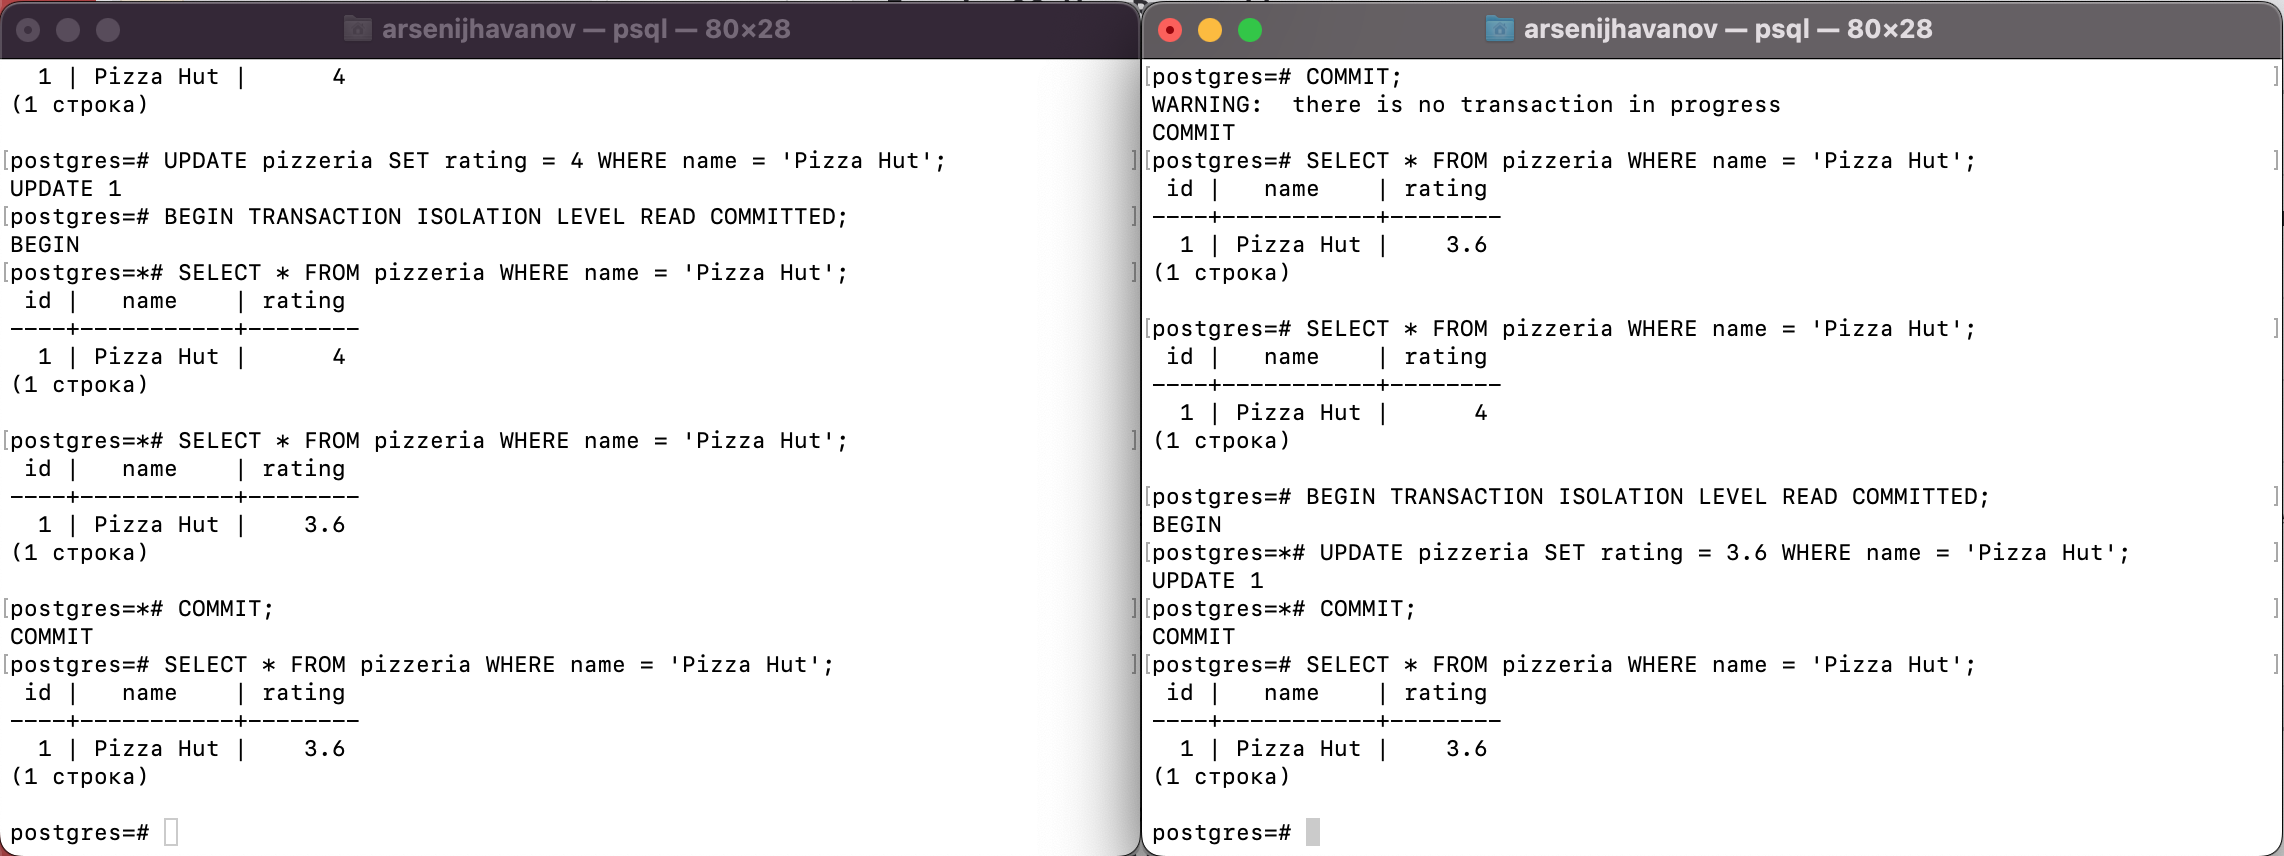 arsenijhavanov — psql — 80×28
1 | Pizza Hut |      4
(1 строка)
[postgres=# UPDATE pizzeria SET rating = 4 WHERE name = 'Pizza Hut'; ]
UPDATE 1
[postgres=# BEGIN TRANSACTION ISOLATION LEVEL READ COMMITTED; ]
BEGIN
[postgres=*# SELECT * FROM pizzeria WHERE name = 'Pizza Hut'; ]
id |   name    | rating
----+-----------+--------
1 | Pizza Hut |      4
(1 строка)
[postgres=*# SELECT * FROM pizzeria WHERE name = 'Pizza Hut'; ]
id |   name    | rating
----+-----------+--------
1 | Pizza Hut |    3.6
(1 строка)
[postgres=*# COMMIT; ]
COMMIT
[postgres=# SELECT * FROM pizzeria WHERE name = 'Pizza Hut'; ]
id |   name    | rating
----+-----------+--------
1 | Pizza Hut |    3.6
(1 строка)
postgres=#
arsenijhavanov — psql — 80×28
[postgres=# COMMIT; ]
WARNING:  there is no transaction in progress
COMMIT
[postgres=# SELECT * FROM pizzeria WHERE name = 'Pizza Hut'; ]
id |   name    | rating
----+-----------+--------
1 | Pizza Hut |    3.6
(1 строка)
[postgres=# SELECT * FROM pizzeria WHERE name = 'Pizza Hut'; ]
id |   name    | rating
----+-----------+--------
1 | Pizza Hut |      4
(1 строка)
[postgres=# BEGIN TRANSACTION ISOLATION LEVEL READ COMMITTED; ]
BEGIN
[postgres=*# UPDATE pizzeria SET rating = 3.6 WHERE name = 'Pizza Hut'; ]
UPDATE 1
[postgres=*# COMMIT; ]
COMMIT
[postgres=# SELECT * FROM pizzeria WHERE name = 'Pizza Hut'; ]
id |   name    | rating
----+-----------+--------
1 | Pizza Hut |    3.6
(1 строка)
postgres=#